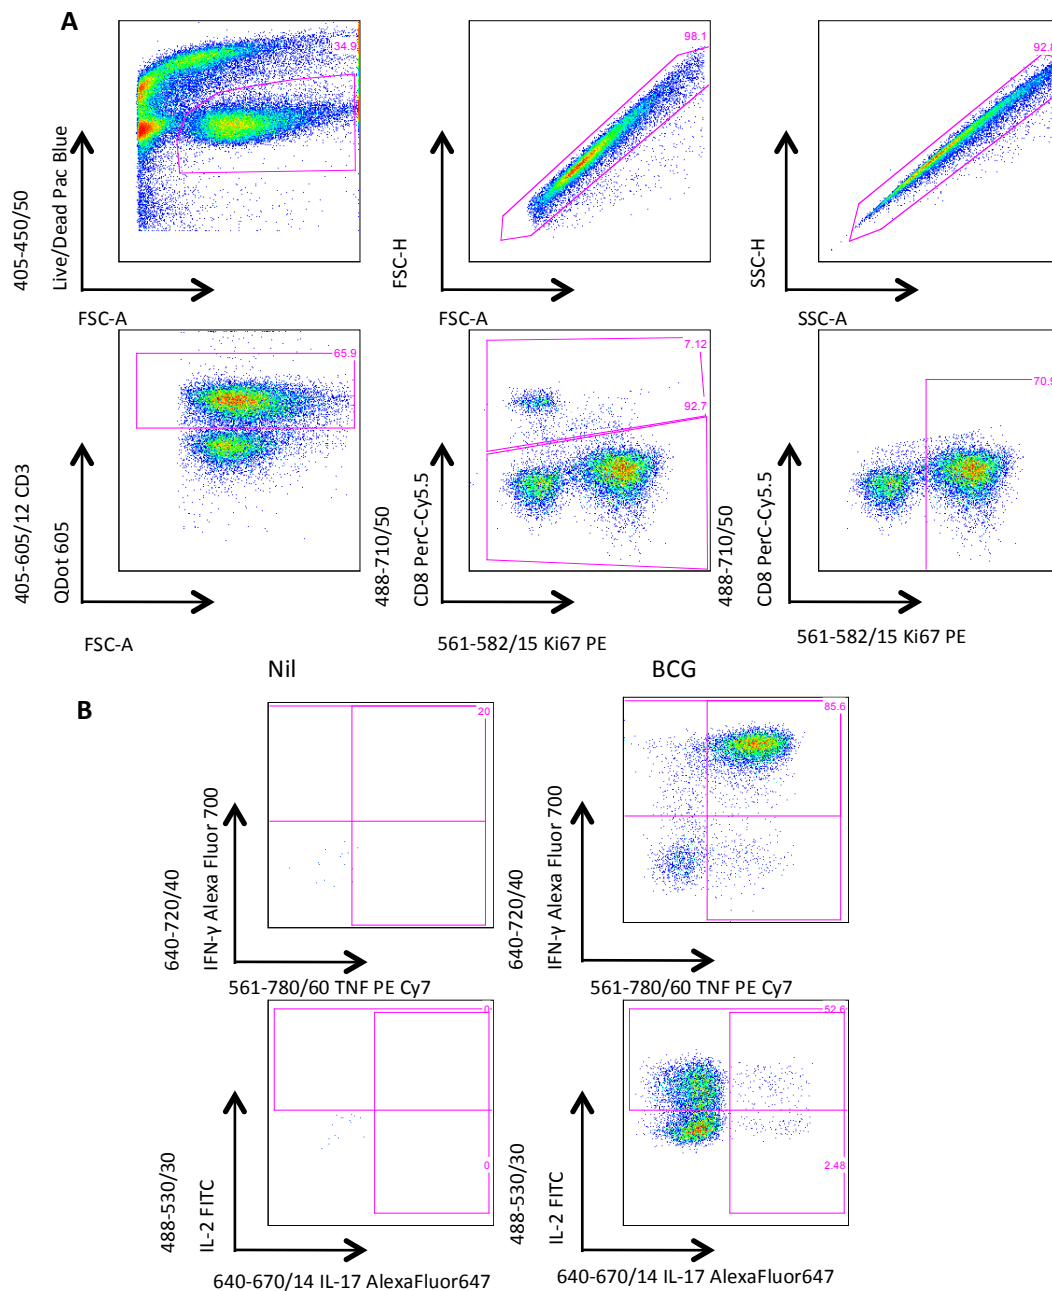 A
34.9
98.1
92.8
405-450/50
Live/Dead Pac Blue
FSC-H
SSC-H
FSC-A
FSC-A
SSC-A
65.9
7.12
92.7
70.9
405-605/12 CD3
QDot 605
488-710/50
CD8 PerC-Cy5.5
488-710/50
CD8 PerC-Cy5.5
FSC-A
561-582/15 Ki67 PE
561-582/15 Ki67 PE
Nil
BCG
B
20
85.6
640-720/40
IFN-γ Alexa Fluor 700
640-720/40
IFN-γ Alexa Fluor 700
561-780/60 TNF PE Cy7
561-780/60 TNF PE Cy7
0
52.6
0
2.48
488-530/30
IL-2 FITC
488-530/30
IL-2 FITC
640-670/14 IL-17 AlexaFluor647
640-670/14 IL-17 AlexaFluor647